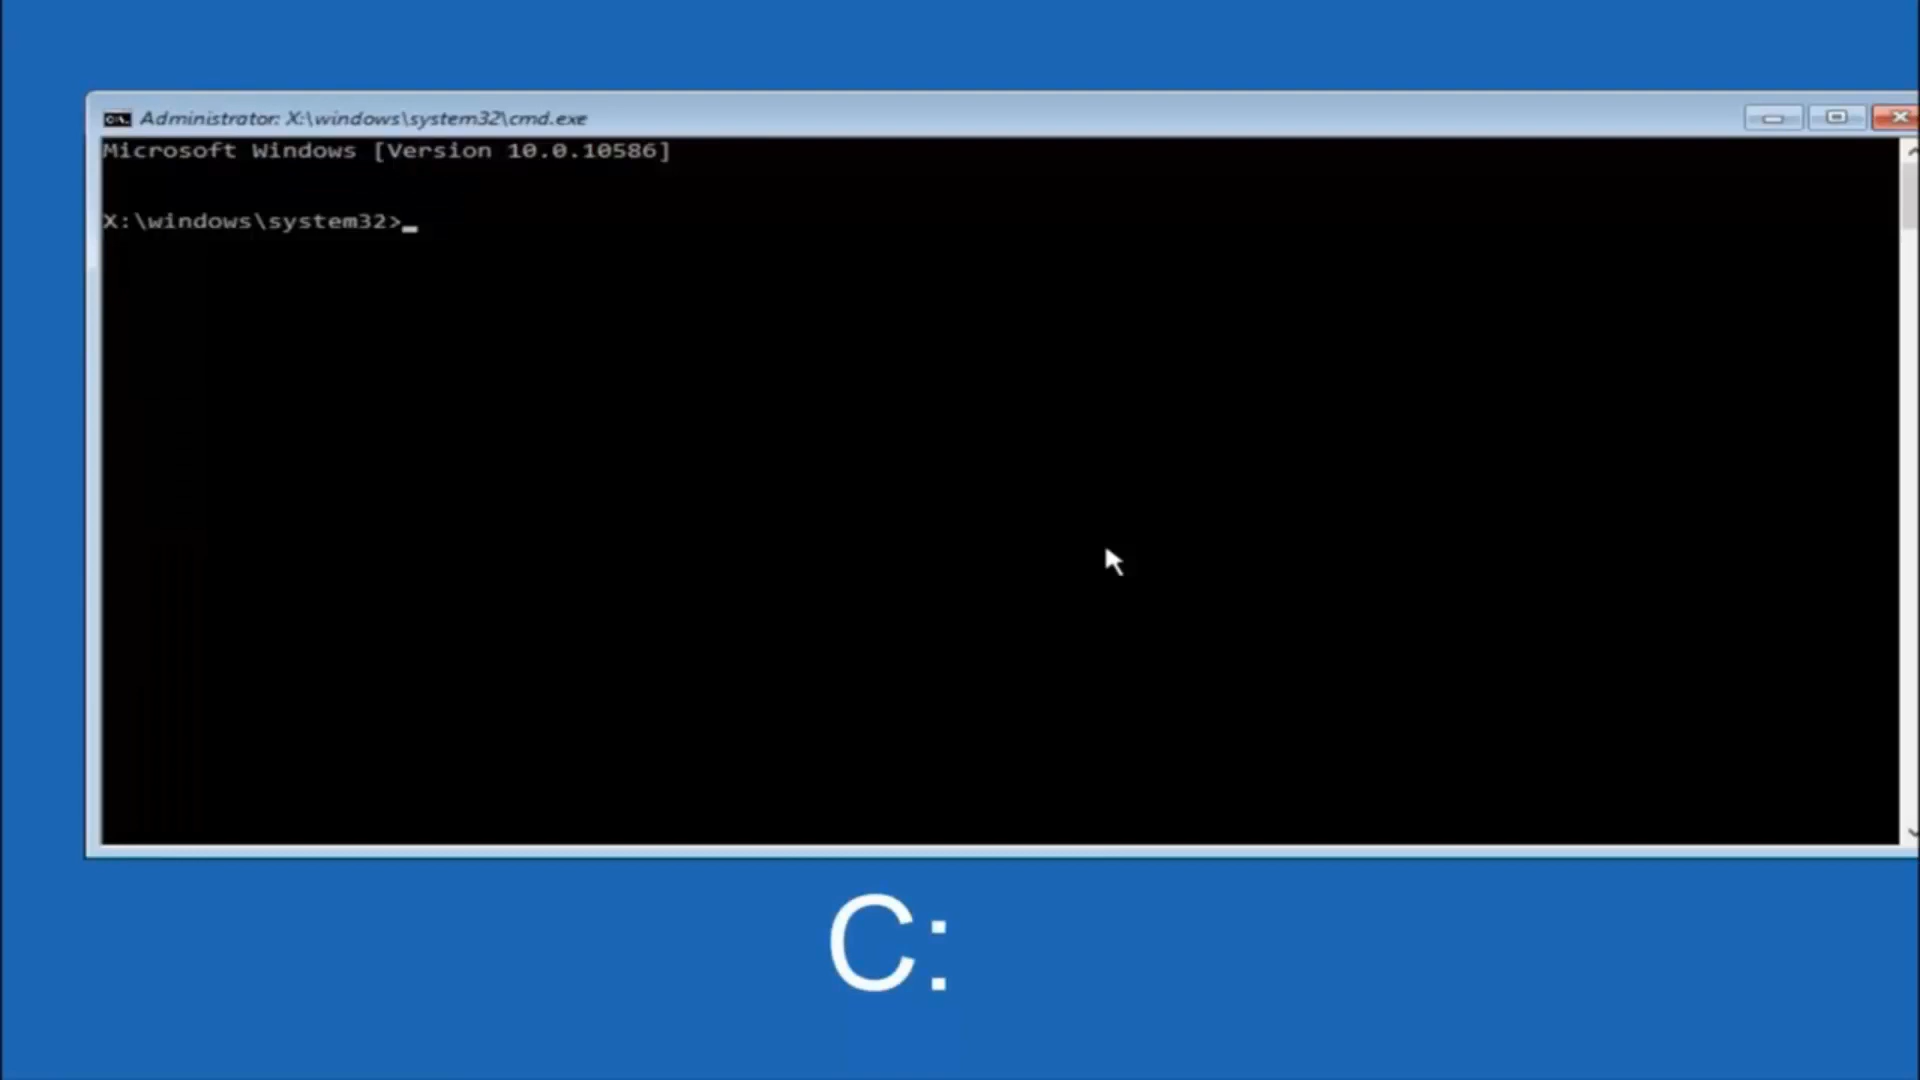 Administrator: X:\windows\system32\cmd.exe
Microsoft Windows [Version 10.0.10586]
X:\windows\system32>
C: